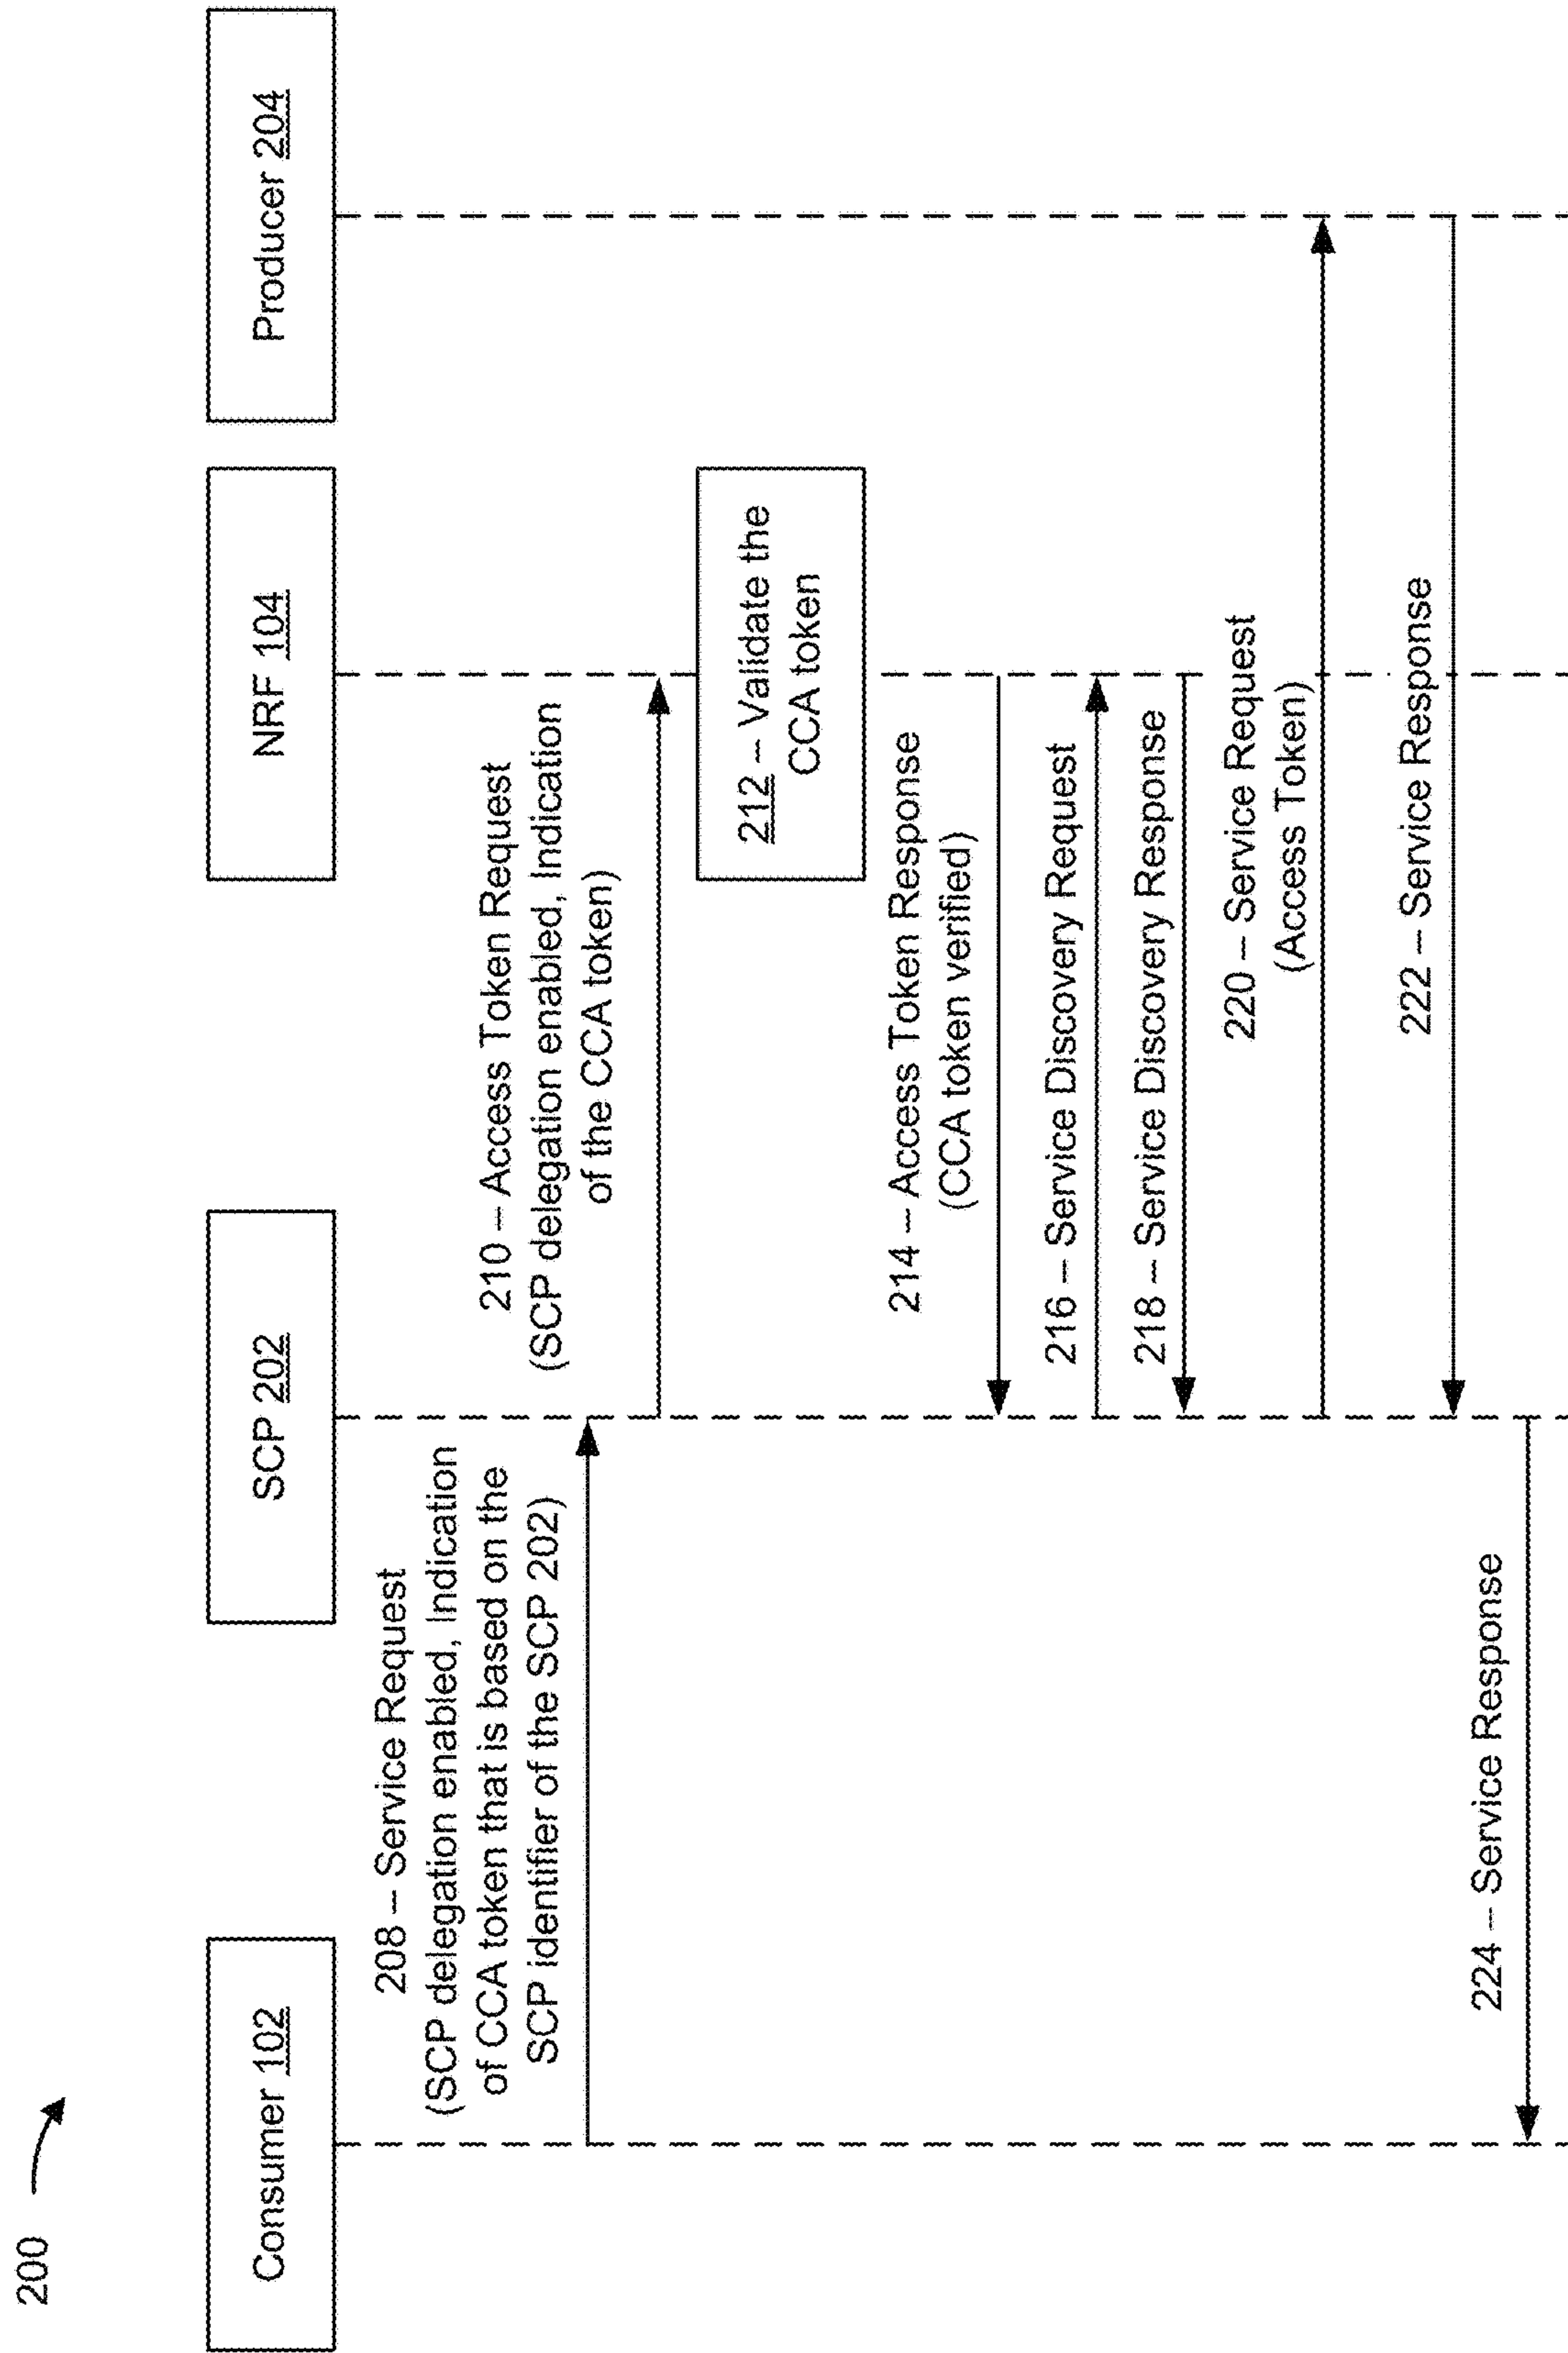 200
Consumer 102
SCP 202
NRF 104
Producer 204
208 – Service Request
(SCP delegation enabled, Indication
of CCA token that is based on the
SCP identifier of the SCP 202)
210 – Access Token Request
(SCP delegation enabled, Indication
of the CCA token)
212 – Validate the
CCA token
214 – Access Token Response
(CCA token verified)
216 – Service Discovery Request
218 – Service Discovery Response
220 – Service Request
(Access Token)
222 – Service Response
224 – Service Response